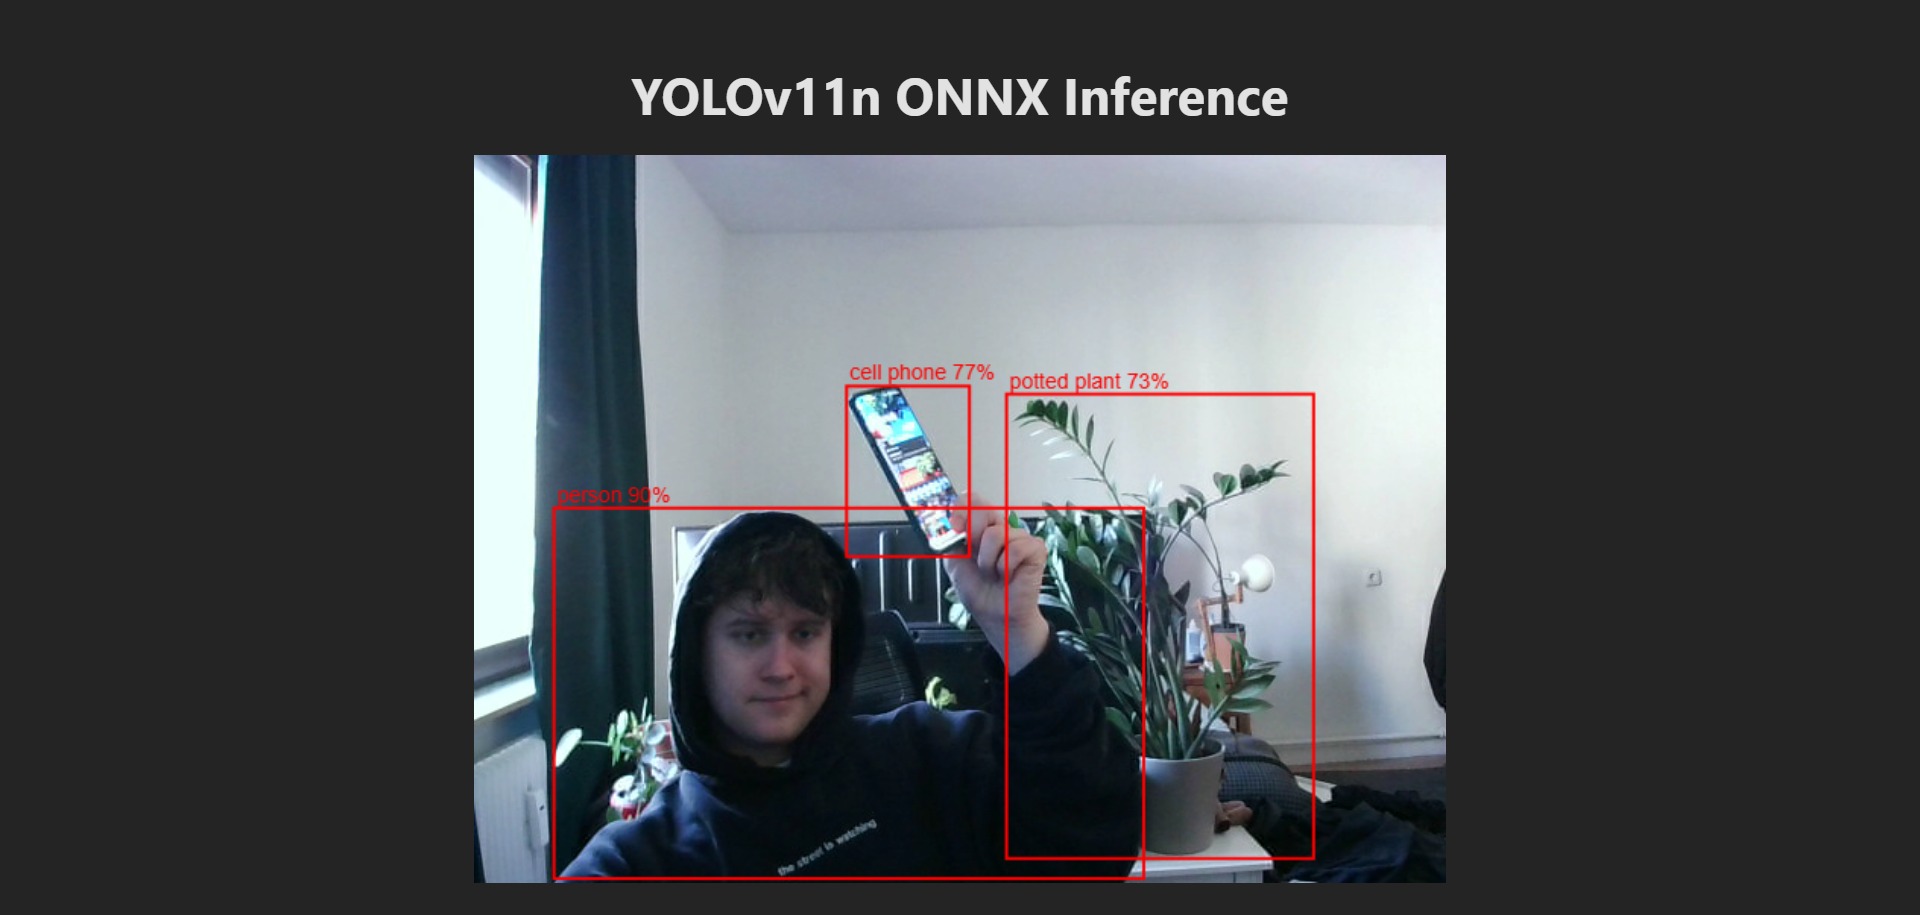 YOLOv11n ONNX Inference
cell phone 77%
potted plant 73%
person 90%
the street is watching